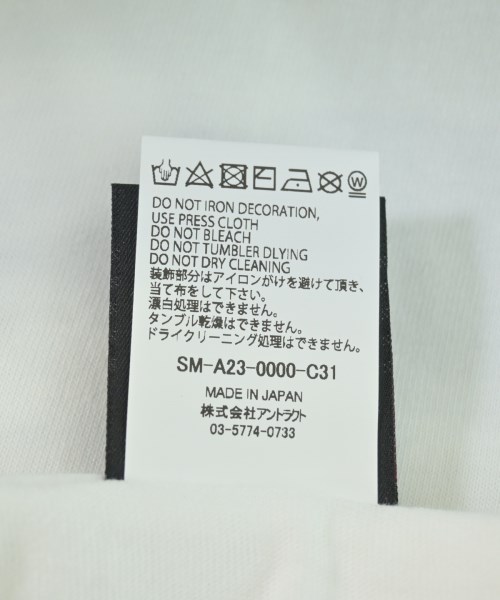 DO NOT IRON DECORATION,
USE PRESS CLOTH
DO NOT BLEACH
DO NOT TUMBLER DLYING
DO NOT DRY CLEANING
装飾部分はアイロンがけを避けて頂き、
当て布をして下さい。
漂白処理はできません。
タンブル乾燥はできません。
ドライクリーニング処理はできません。
SM-A23-0000-C31
MADE IN JAPAN
株式会社アントラクト
03-5774-0733